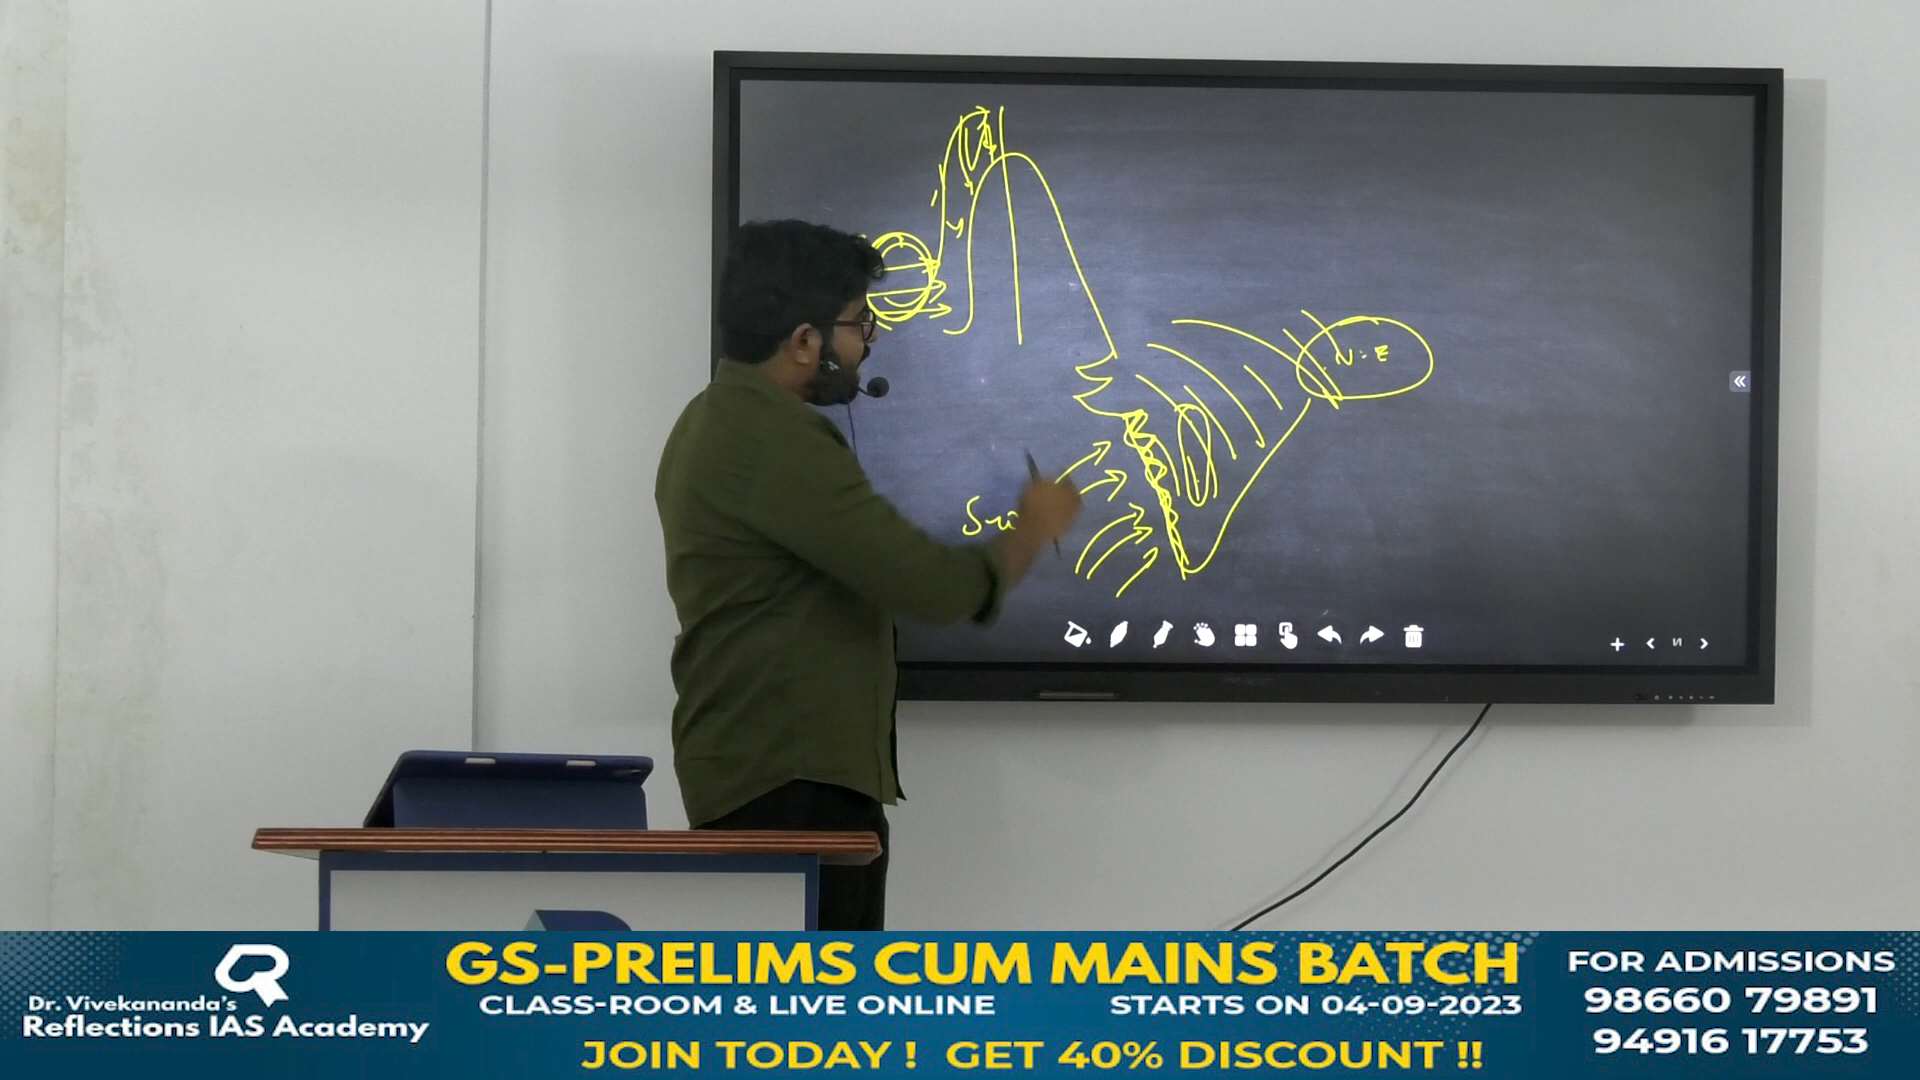 N:E
Dr. Vivekananda's
Reflections IAS Academy
GS-PRELIMS CUM MAINS BATCH
CLASS-ROOM & LIVE ONLINE
STARTS ON 04-09-2023
JOIN TODAY ! GET 40% DISCOUNT !!
FOR ADMISSIONS
98660 79891
94916 17753